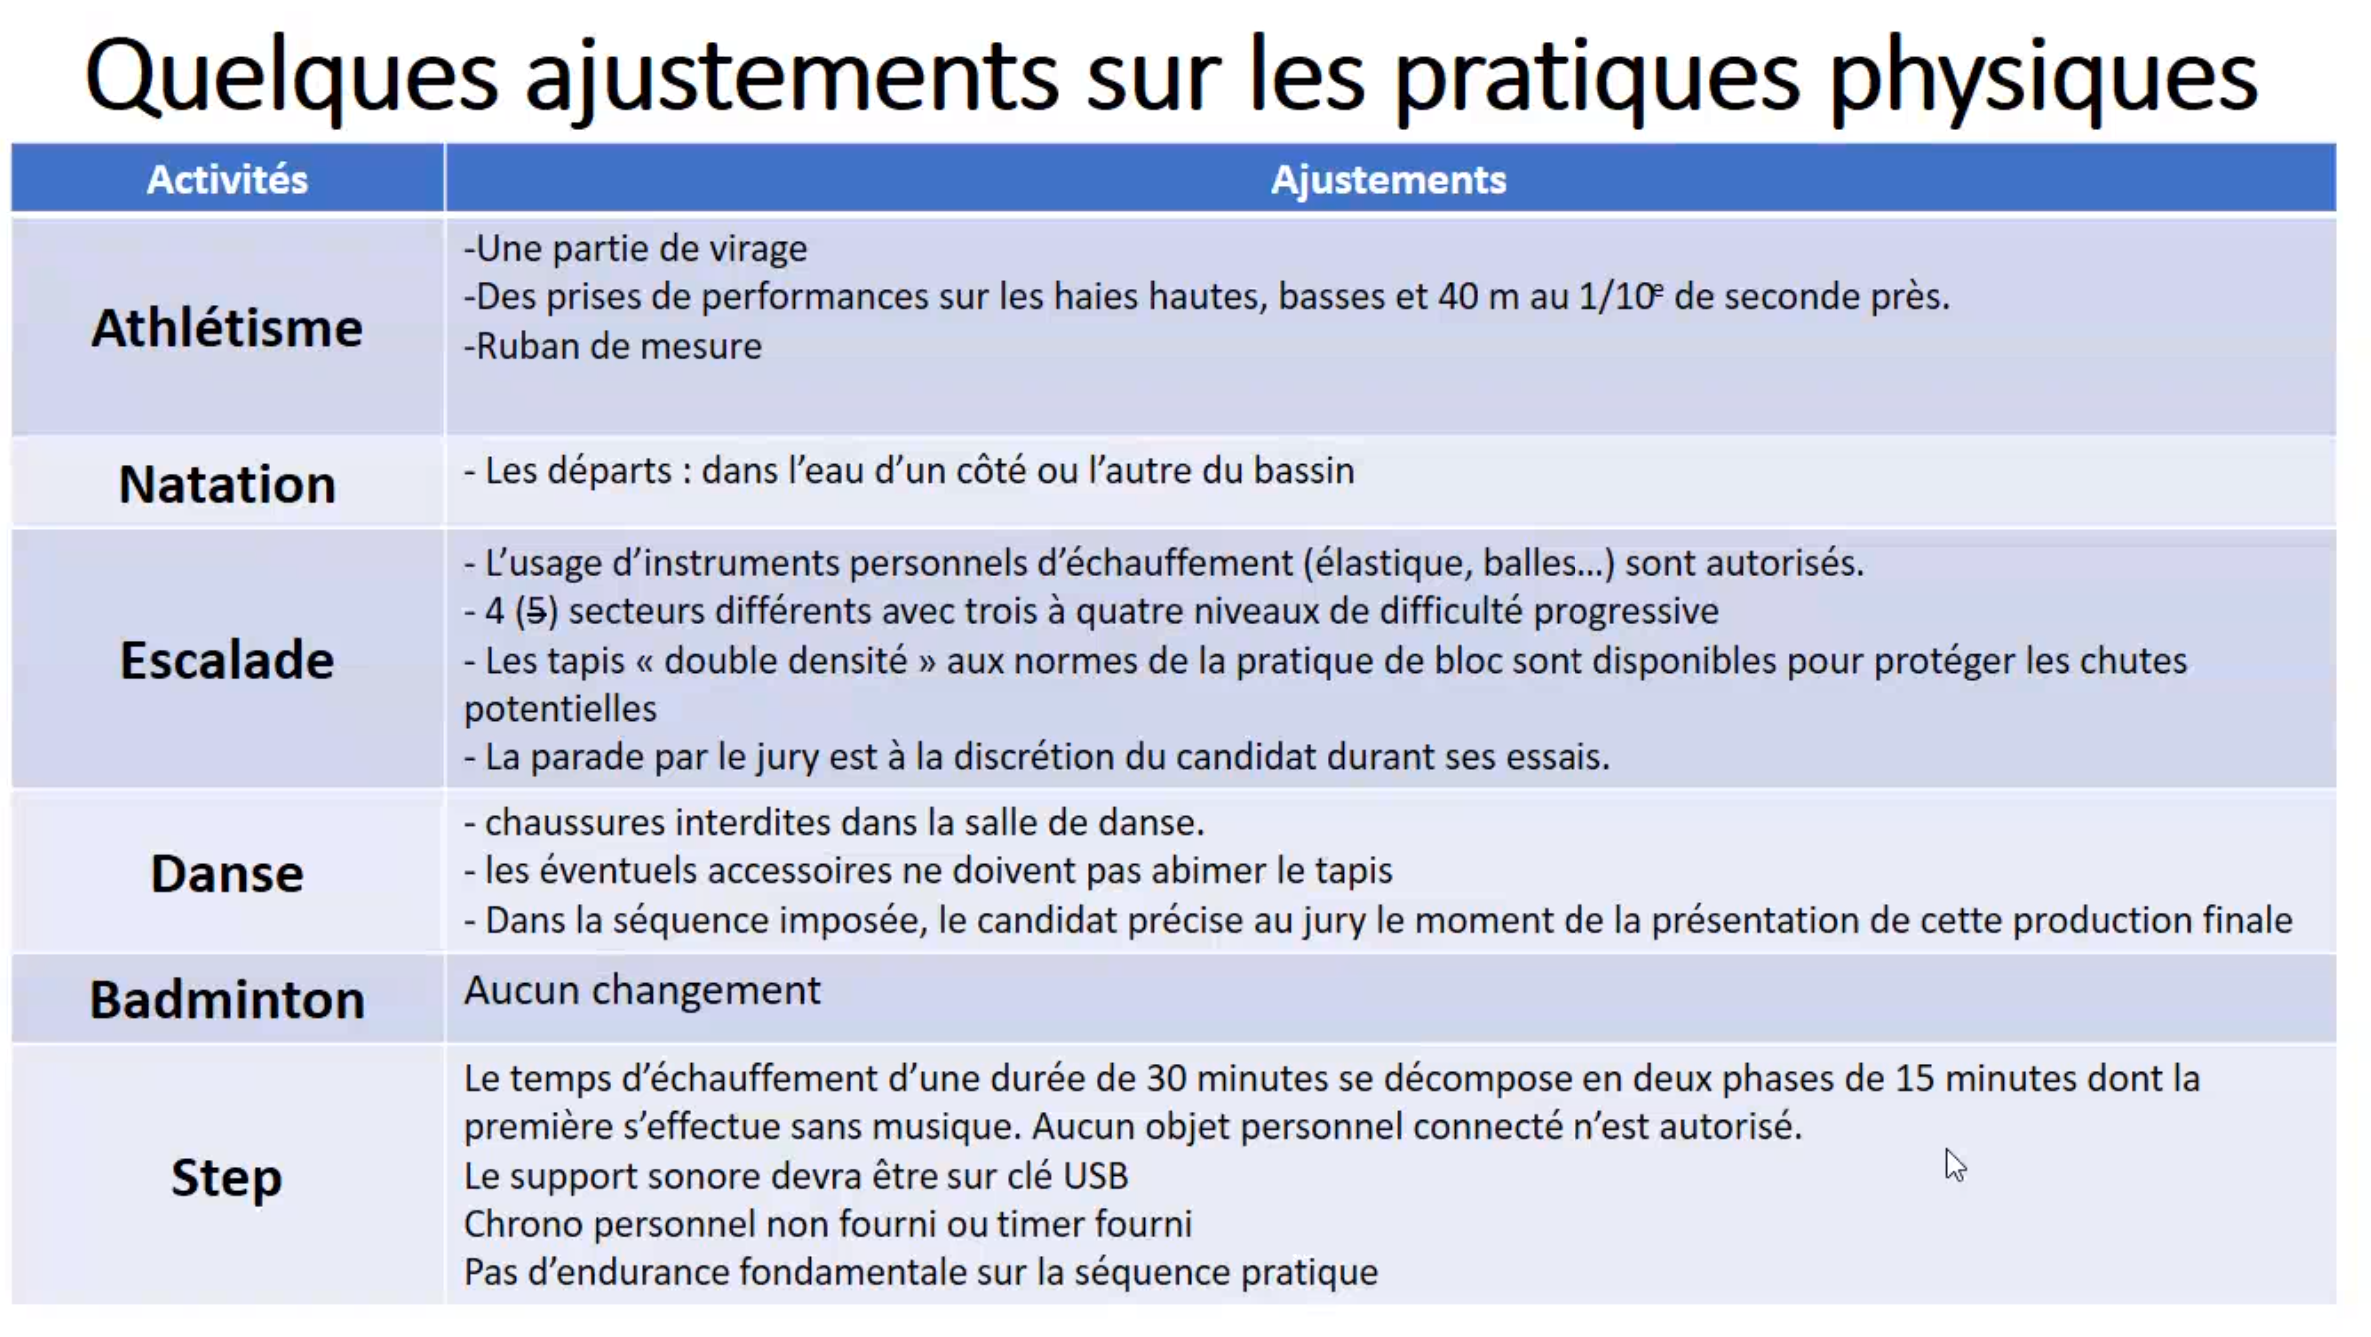 Quelques ajustements sur les pratiques physiques
Activités
Ajustements
Athlétisme
-Une partie de virage
-Des prises de performances sur les haies hautes, basses et 40 m au 1/10e de seconde près.
-Ruban de mesure
Natation
- Les départs : dans l’eau d’un côté ou l’autre du bassin
Escalade
- L’usage d’instruments personnels d’échauffement (élastique, balles...) sont autorisés.
- 4 (5) secteurs différents avec trois à quatre niveaux de difficulté progressive
- Les tapis « double densité » aux normes de la pratique de bloc sont disponibles pour protéger les chutes
potentielles
- La parade par le jury est à la discrétion du candidat durant ses essais.
Danse
- chaussures interdites dans la salle de danse.
- les éventuels accessoires ne doivent pas abimer le tapis
- Dans la séquence imposée, le candidat précise au jury le moment de la présentation de cette production finale
Badminton
Aucun changement
Step
Le temps d’échauffement d’une durée de 30 minutes se décompose en deux phases de 15 minutes dont la
première s’effectue sans musique. Aucun objet personnel connecté n’est autorisé.
Le support sonore devra être sur clé USB
Chrono personnel non fourni ou timer fourni
Pas d’endurance fondamentale sur la séquence pratique